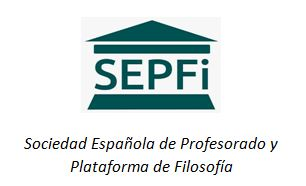 SEPFi
Sociedad Española de Profesorado y
Plataforma de Filosofía